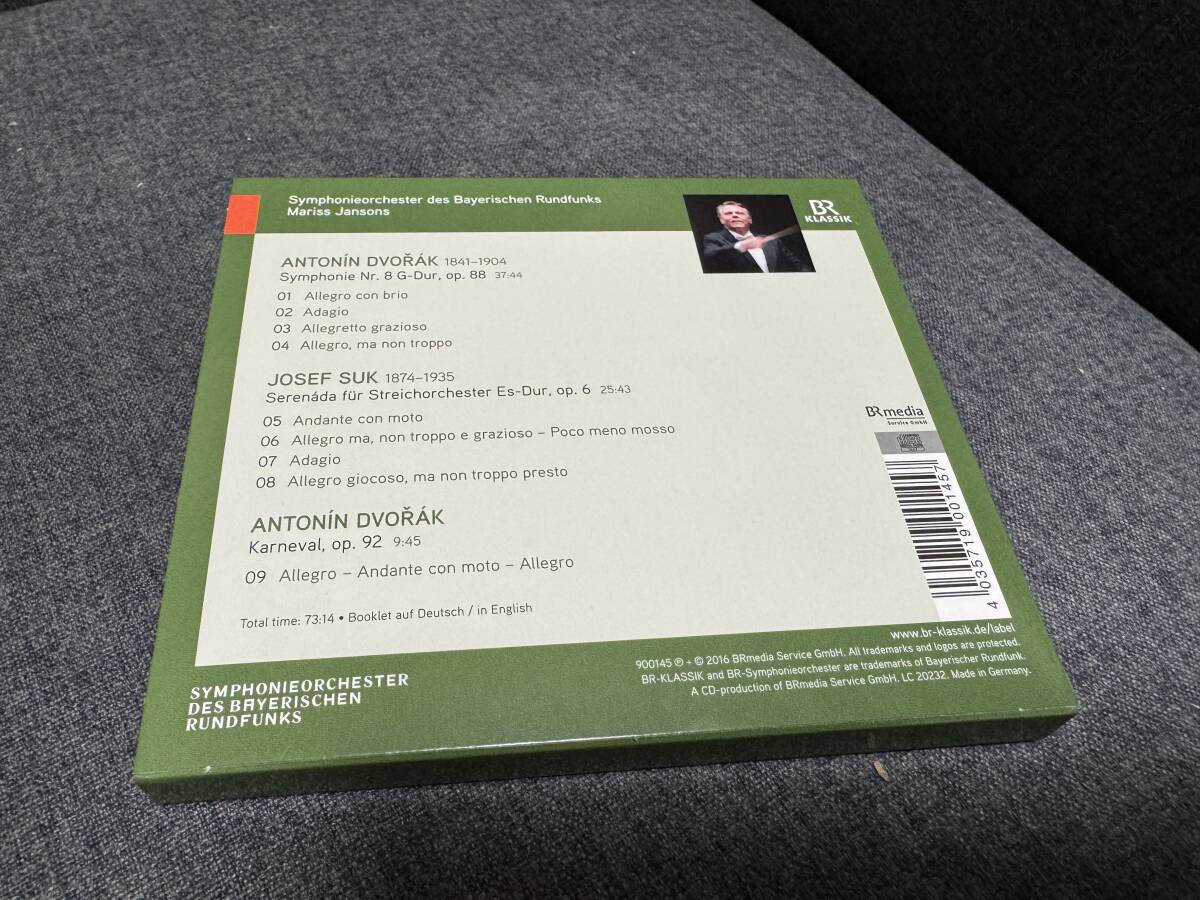 Symphonieorchester des Bayerischen Rundfunks
Mariss Jansons
BR
KLASSIK
ANTONÍN DVOŘÁK 1841–1904
Symphonie Nr. 8 G-Dur, op. 88 37:44
01 Allegro con brio
02 Adagio
03 Allegretto grazioso
04 Allegro, ma non troppo
JOSEF SUK 1874–1935
Serenáda für Streichorchester Es-Dur, op. 6 25:43
05 Andante con moto
06 Allegro ma, non troppo e grazioso – Poco meno mosso
07 Adagio
08 Allegro giocoso, ma non troppo presto
ANTONÍN DVOŘÁK
Karneval, op. 92 9:45
09 Allegro – Andante con moto – Allegro
Total time: 73:14 • Booklet auf Deutsch / in English
BRmedia
Service GmbH
4 035719 001457
www.br-klassik.de/label
900145 ℗ + © 2016 BRmedia Service GmbH. All trademarks and logos are protected.
BR-KLASSIK and BR-Symphonieorchester are trademarks of Bayerischer Rundfunk.
A CD-production of BRmedia Service GmbH. LC 20232. Made in Germany.
SYMPHONIEORCHESTER
DES BAYERISCHEN
RUNDFUNKS